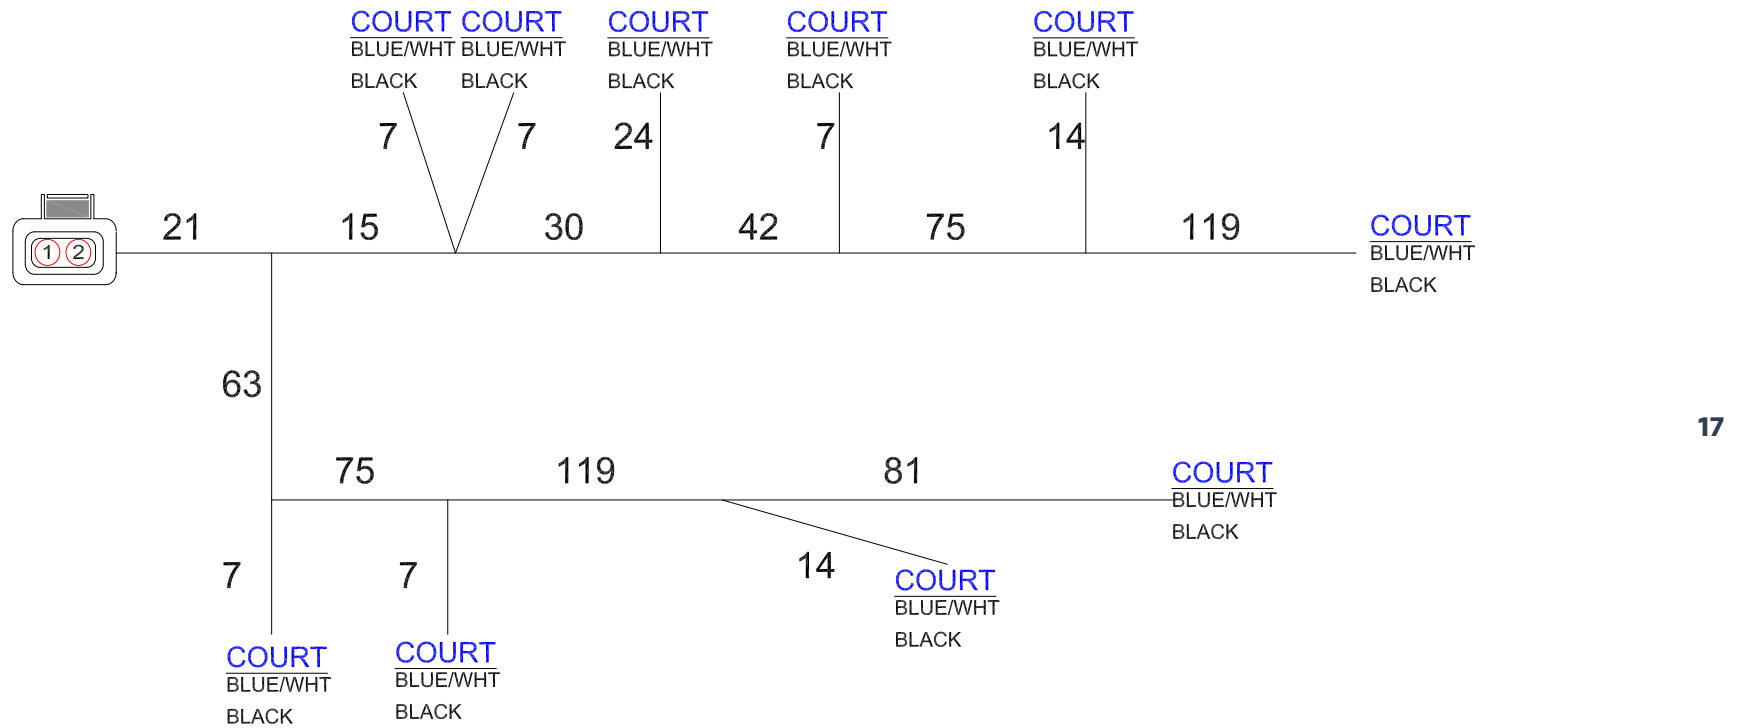 COURT COURT COURT COURT COURT
BLUE/WHT BLUE/WHT BLUE/WHT BLUE/WHT BLUE/WHT
BLACK BLACK BLACK BLACK BLACK
7 7 24 7 14
21 15 30 42 75 119 COURT
1 2 BLUE/WHT
BLACK
63
17
75 119 81 COURT
BLUE/WHT
BLACK
7 7 14
COURT
BLUE/WHT
BLACK
COURT COURT
BLUE/WHT BLUE/WHT
BLACK BLACK